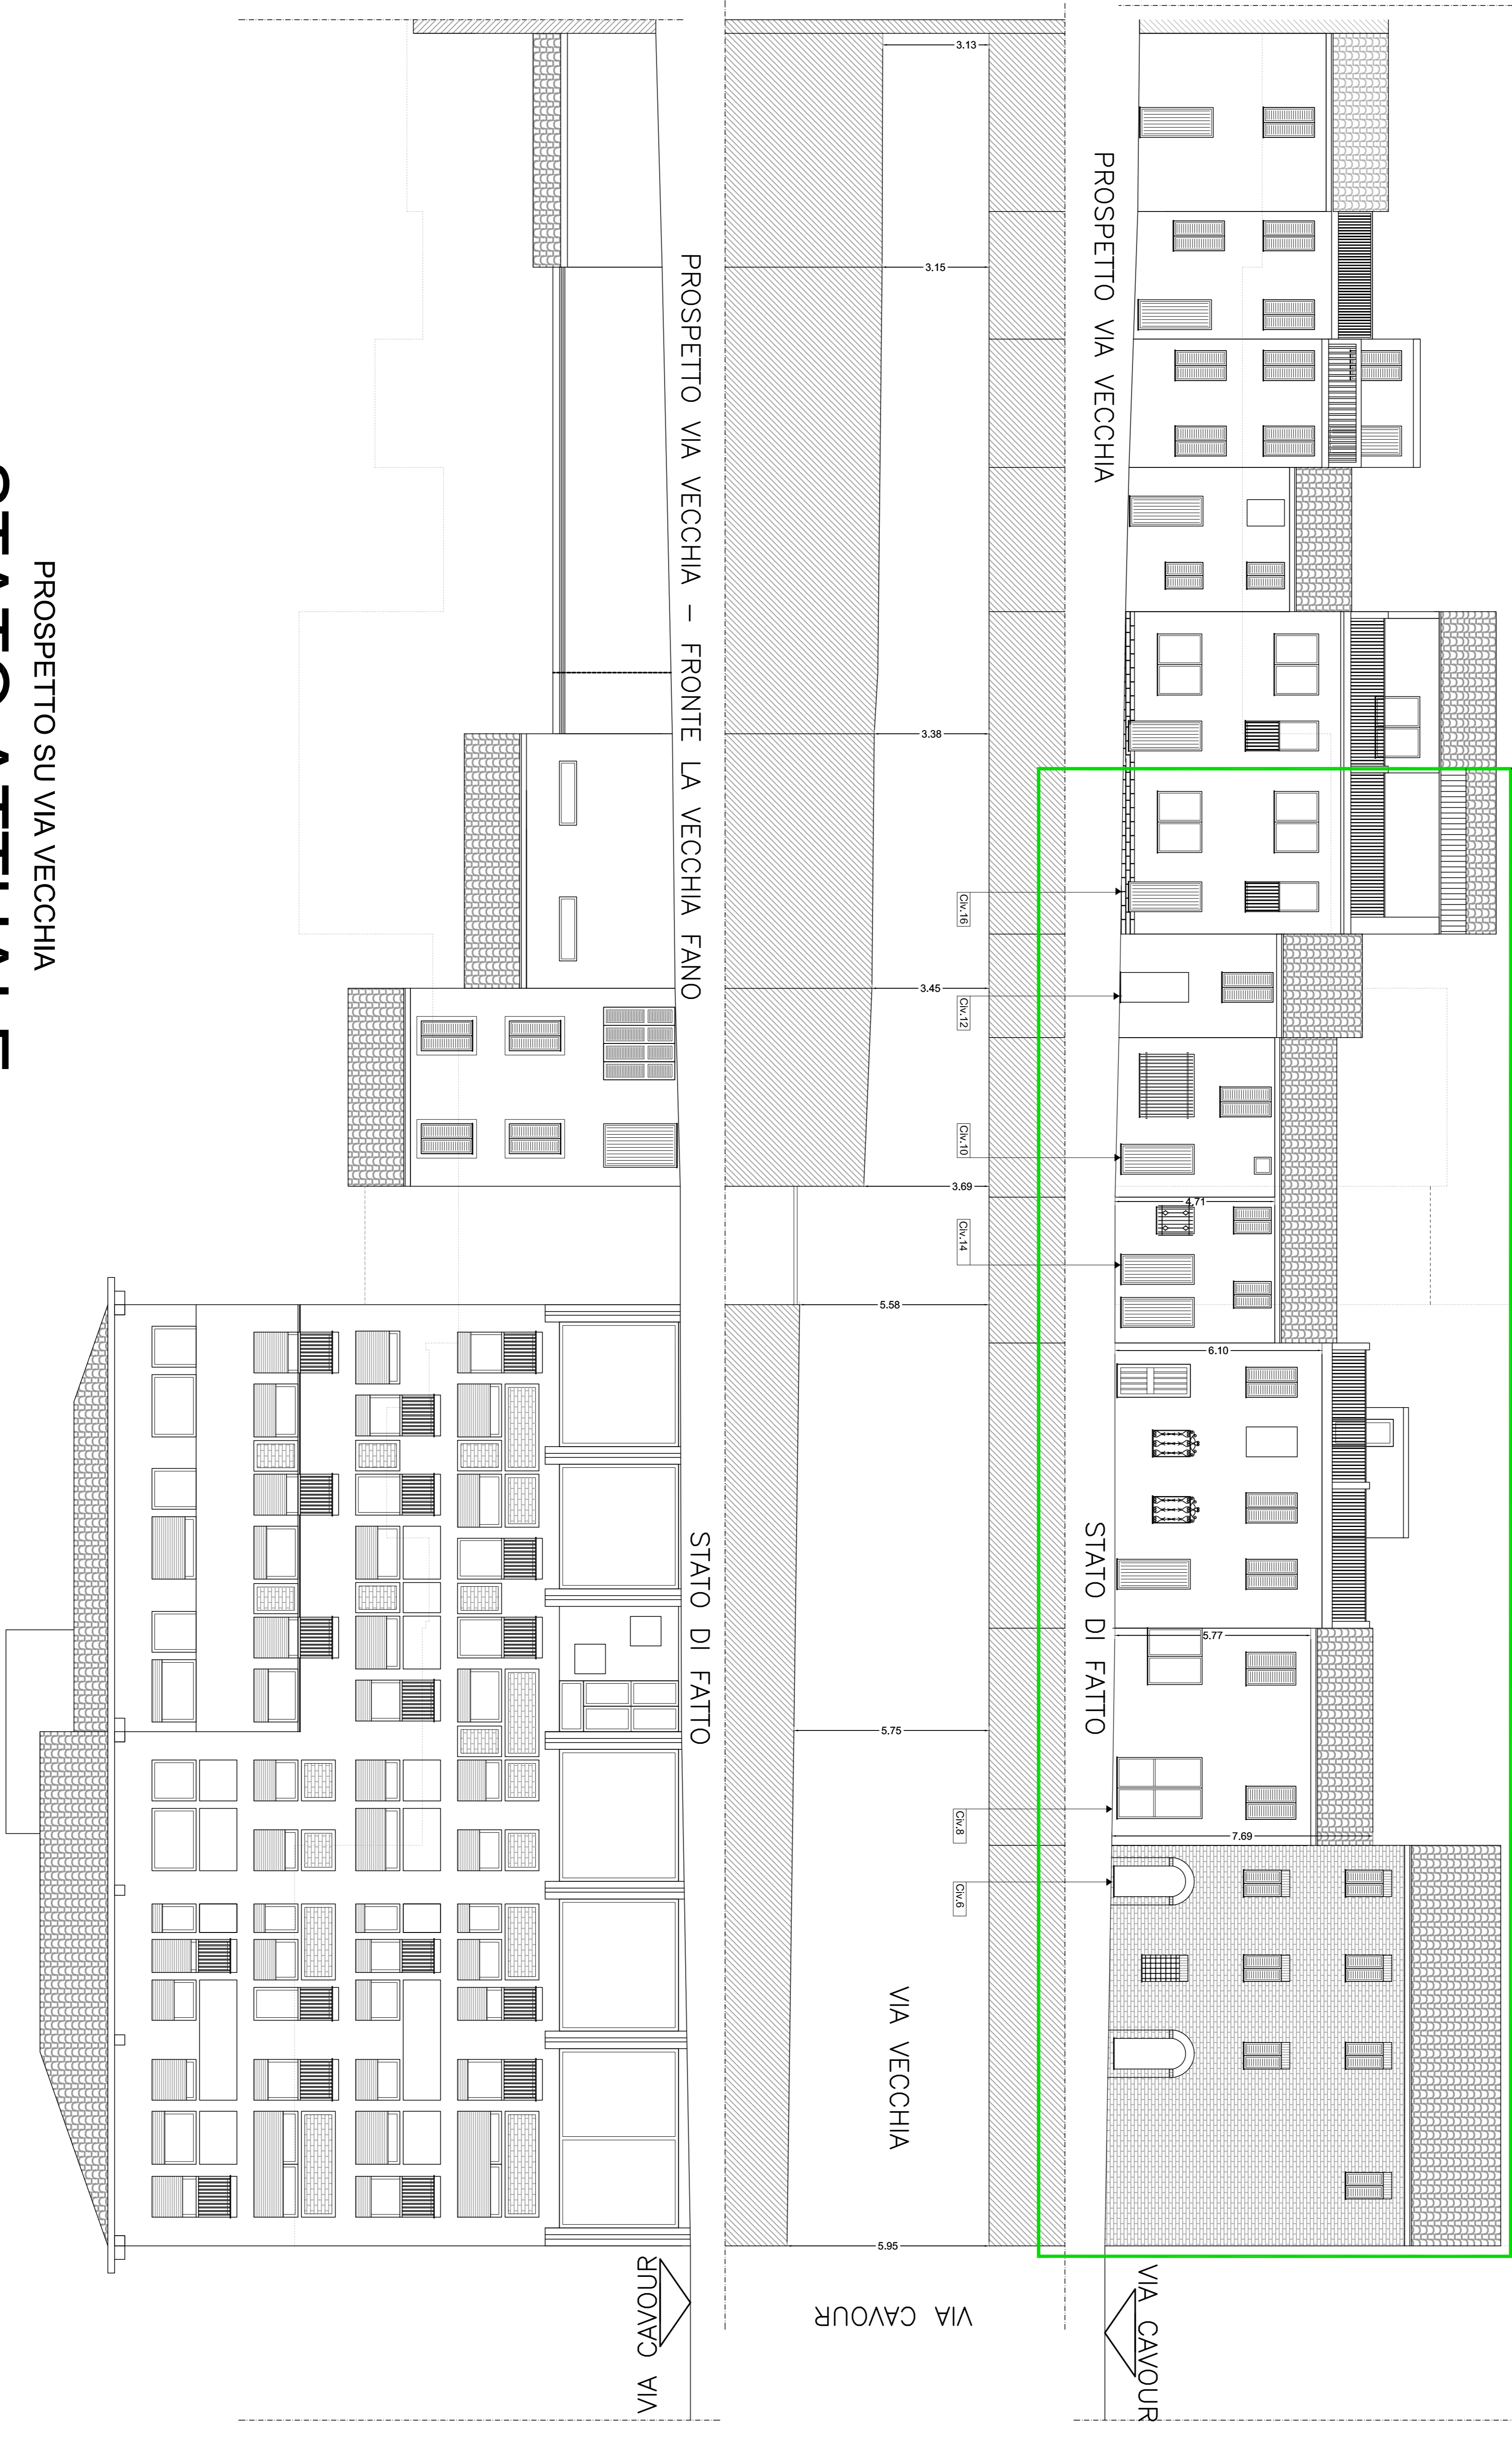 PROSPETTO VIA VECCHIA
STATO DI FATTO
VIA CAVOUR
4.71
6.10
5.77
7.69
Civ.16
Civ.12
Civ.10
Civ.14
Civ.8
Civ.6
3.13
3.15
3.38
3.45
3.69
5.58
5.75
5.95
VIA VECCHIA
VIA CAVOUR
PROSPETTO VIA VECCHIA - FRONTE LA VECCHIA FANO
STATO DI FATTO
VIA CAVOUR
VIA
PROSPETTO SU VIA VECCHIA
STATO ATTUALE